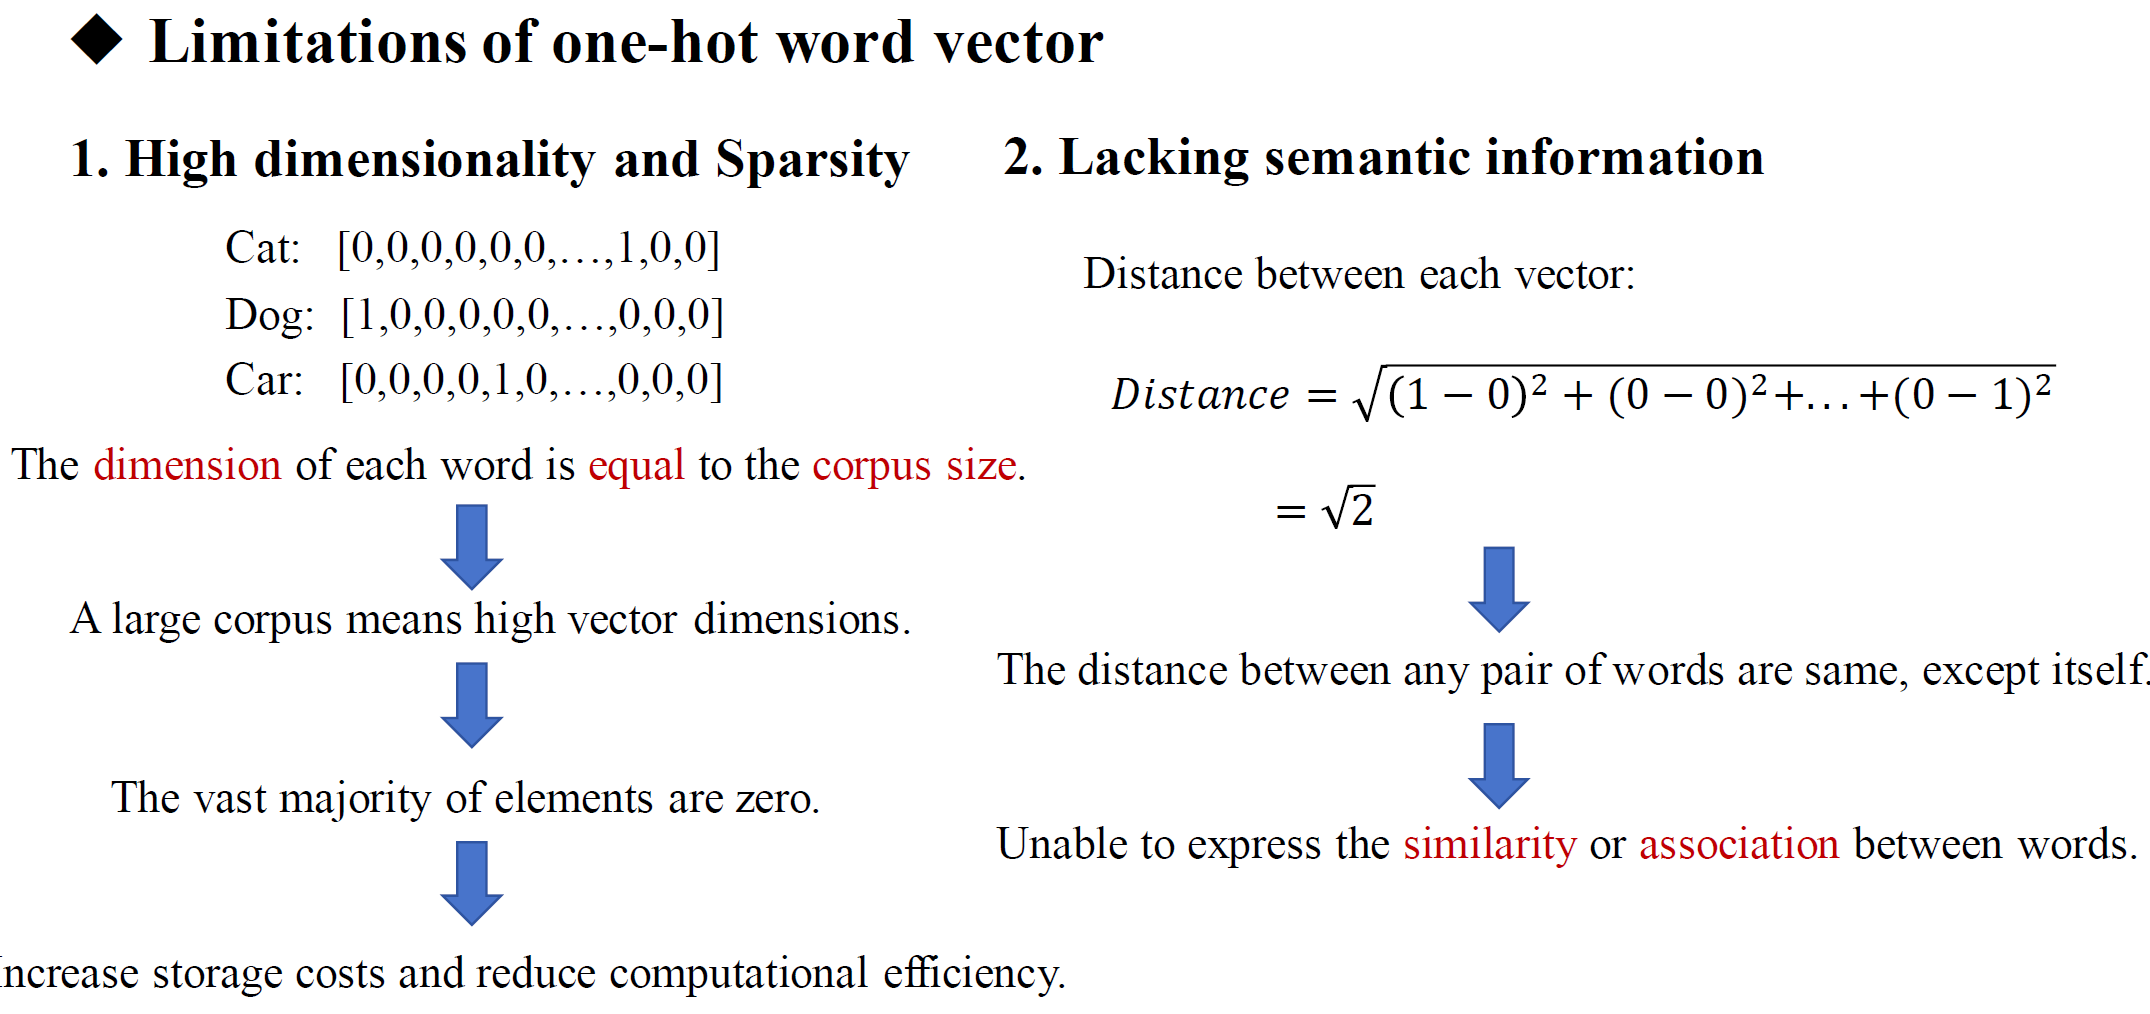 ◆ Limitations of one-hot word vector
1. High dimensionality and Sparsity
Cat: [0,0,0,0,0,0,…,1,0,0]
Dog: [1,0,0,0,0,0,…,0,0,0]
Car: [0,0,0,0,1,0,…,0,0,0]
The dimension of each word is equal to the corpus size.
A large corpus means high vector dimensions.
The vast majority of elements are zero.
Increase storage costs and reduce computational efficiency.
2. Lacking semantic information
Distance between each vector:
Distance = √((1 − 0)² + (0 − 0)²+...+(0 − 1)²)
= √2
The distance between any pair of words are same, except itself.
Unable to express the similarity or association between words.